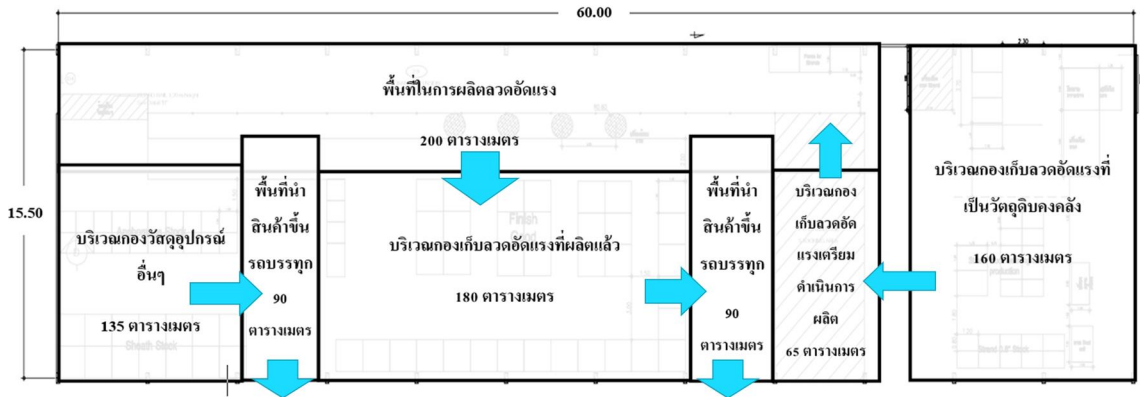 60.00
2.30
15.50
พื้นที่ในการผลิตลวดอัดแรง
200 ตารางเมตร
บริเวณกองวัสดุอุปกรณ์
อื่นๆ
135 ตารางเมตร
Sheath Stock
พื้นที่นำ
สินค้าขึ้น
รถบรรทุก
90
ตารางเมตร
Finish
บริเวณกองเก็บลวดอัดแรงที่ผลิตแล้ว
180 ตารางเมตร
พื้นที่นำ
สินค้าขึ้น
รถบรรทุก
90
ตารางเมตร
บริเวณกอง
เก็บลวดอัด
แรงเตรียม
ดำเนินการ
ผลิต
65 ตารางเมตร
บริเวณกองเก็บลวดอัดแรงที่
เป็นวัตถุดิบคงคลัง
160 ตารางเมตร
production